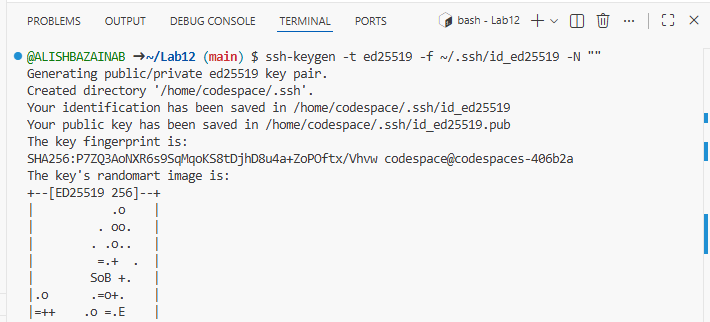 PROBLEMS OUTPUT DEBUG CONSOLE TERMINAL PORTS bash - Lab12
@ALISHBAZAINAB →~/Lab12 (main) $ ssh-keygen -t ed25519 -f ~/.ssh/id_ed25519 -N ""
Generating public/private ed25519 key pair.
Created directory '/home/codespace/.ssh'.
Your identification has been saved in /home/codespace/.ssh/id_ed25519
Your public key has been saved in /home/codespace/.ssh/id_ed25519.pub
The key fingerprint is:
SHA256:P7ZQ3AoNXR6s9SqMqoKS8tDjhD8u4a+ZoPOftx/Vhvw codespace@codespaces-406b2a
The key's randomart image is:
+--[ED25519 256]--+
|          .o    |
|        . oo.   |
|       . .o..   |
|        =.+  .  |
|       SoB +.   |
|.o     .=o+.    |
|=++   .o =.E    |